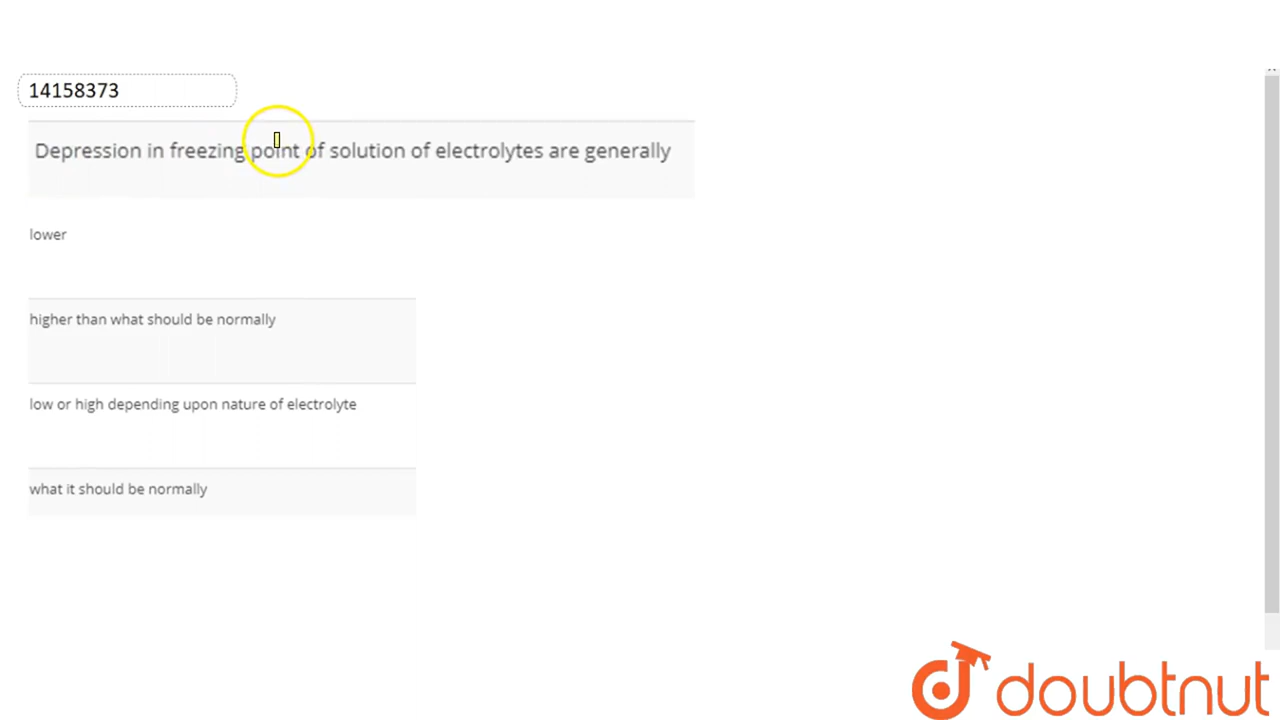 14158373
Depression in freezing point of solution of electrolytes are generally
lower
higher than what should be normally
low or high depending upon nature of electrolyte
what it should be normally
doubtnut